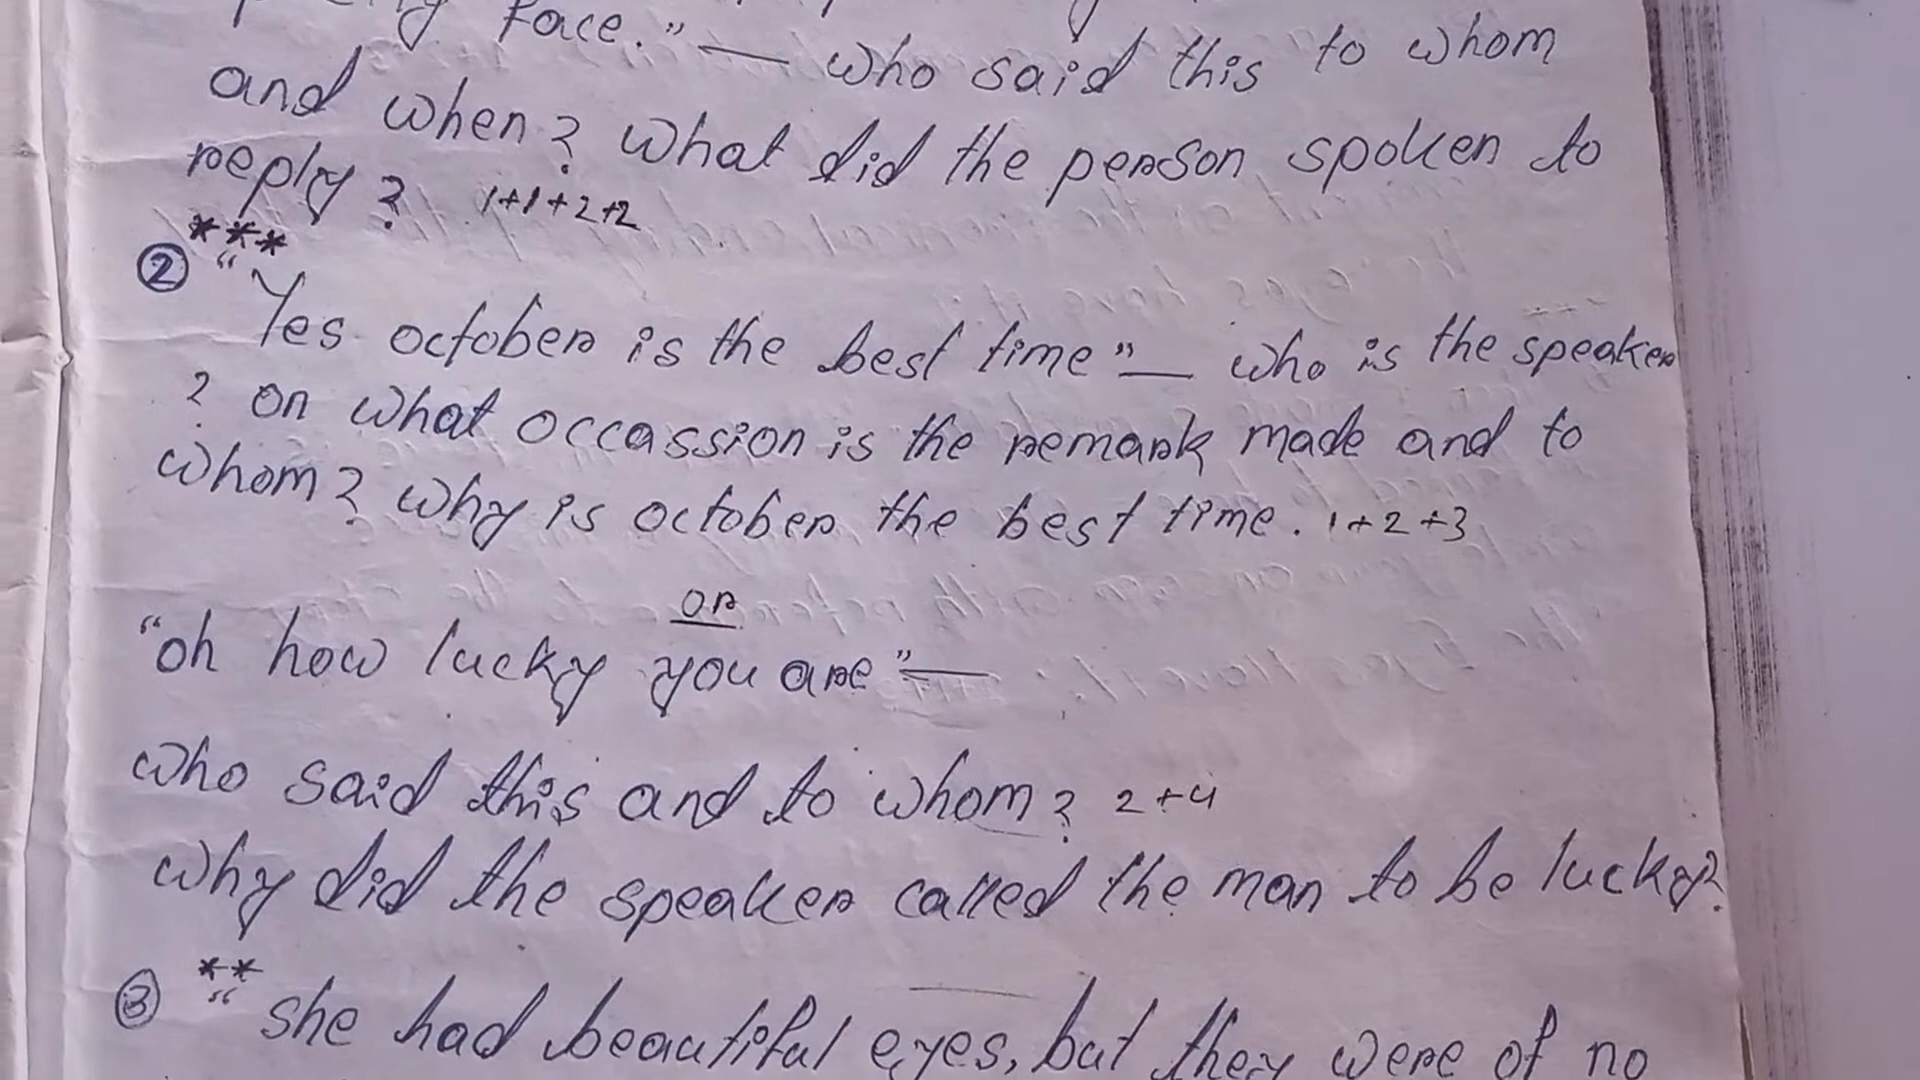 face." — who said this to whom
and when? What did the person spoken to
reply? 1+1+2+2
***
② "Yes october is the best time" — who is the speaker
? on what occassion is the remark made and to
whom? why is october the best time. 1+2+3
or
"oh how lucky you are" —
who said this and to whom? 2+4
why did the speaker called the man to be lucky?
**
③ "she had beautiful eyes, but they were of no